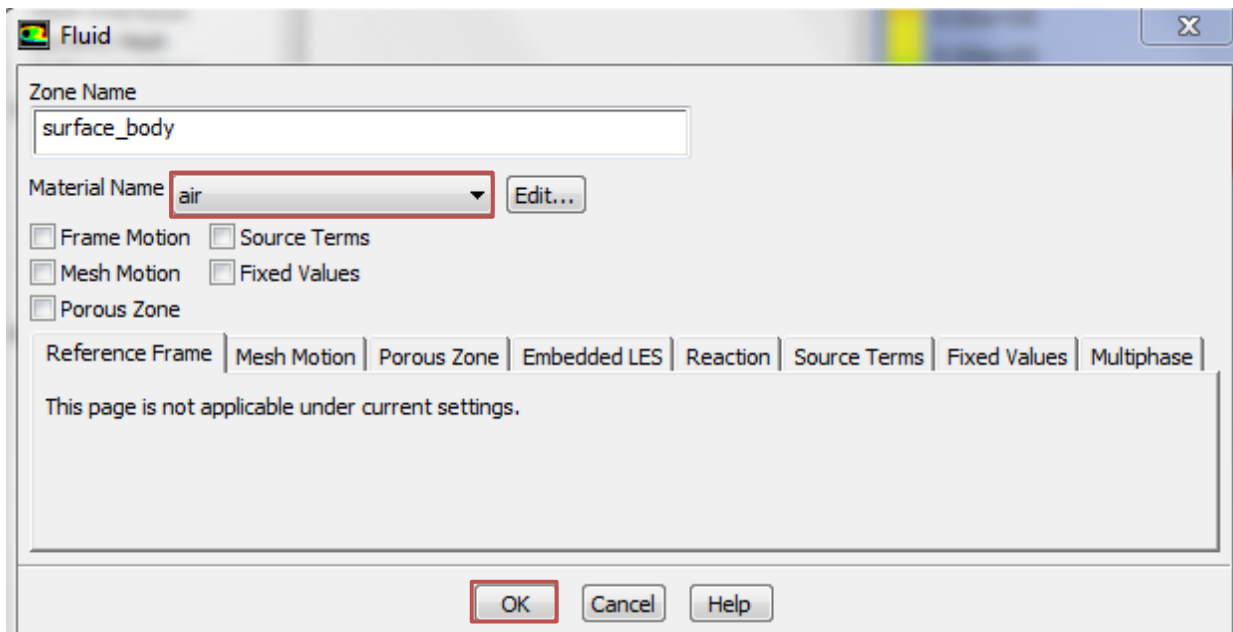 Fluid
Zone Name
surface_body
Material Name air Edit...
Frame Motion Source Terms
Mesh Motion Fixed Values
Porous Zone
Reference Frame Mesh Motion Porous Zone Embedded LES Reaction Source Terms Fixed Values Multiphase
This page is not applicable under current settings.
OK Cancel Help